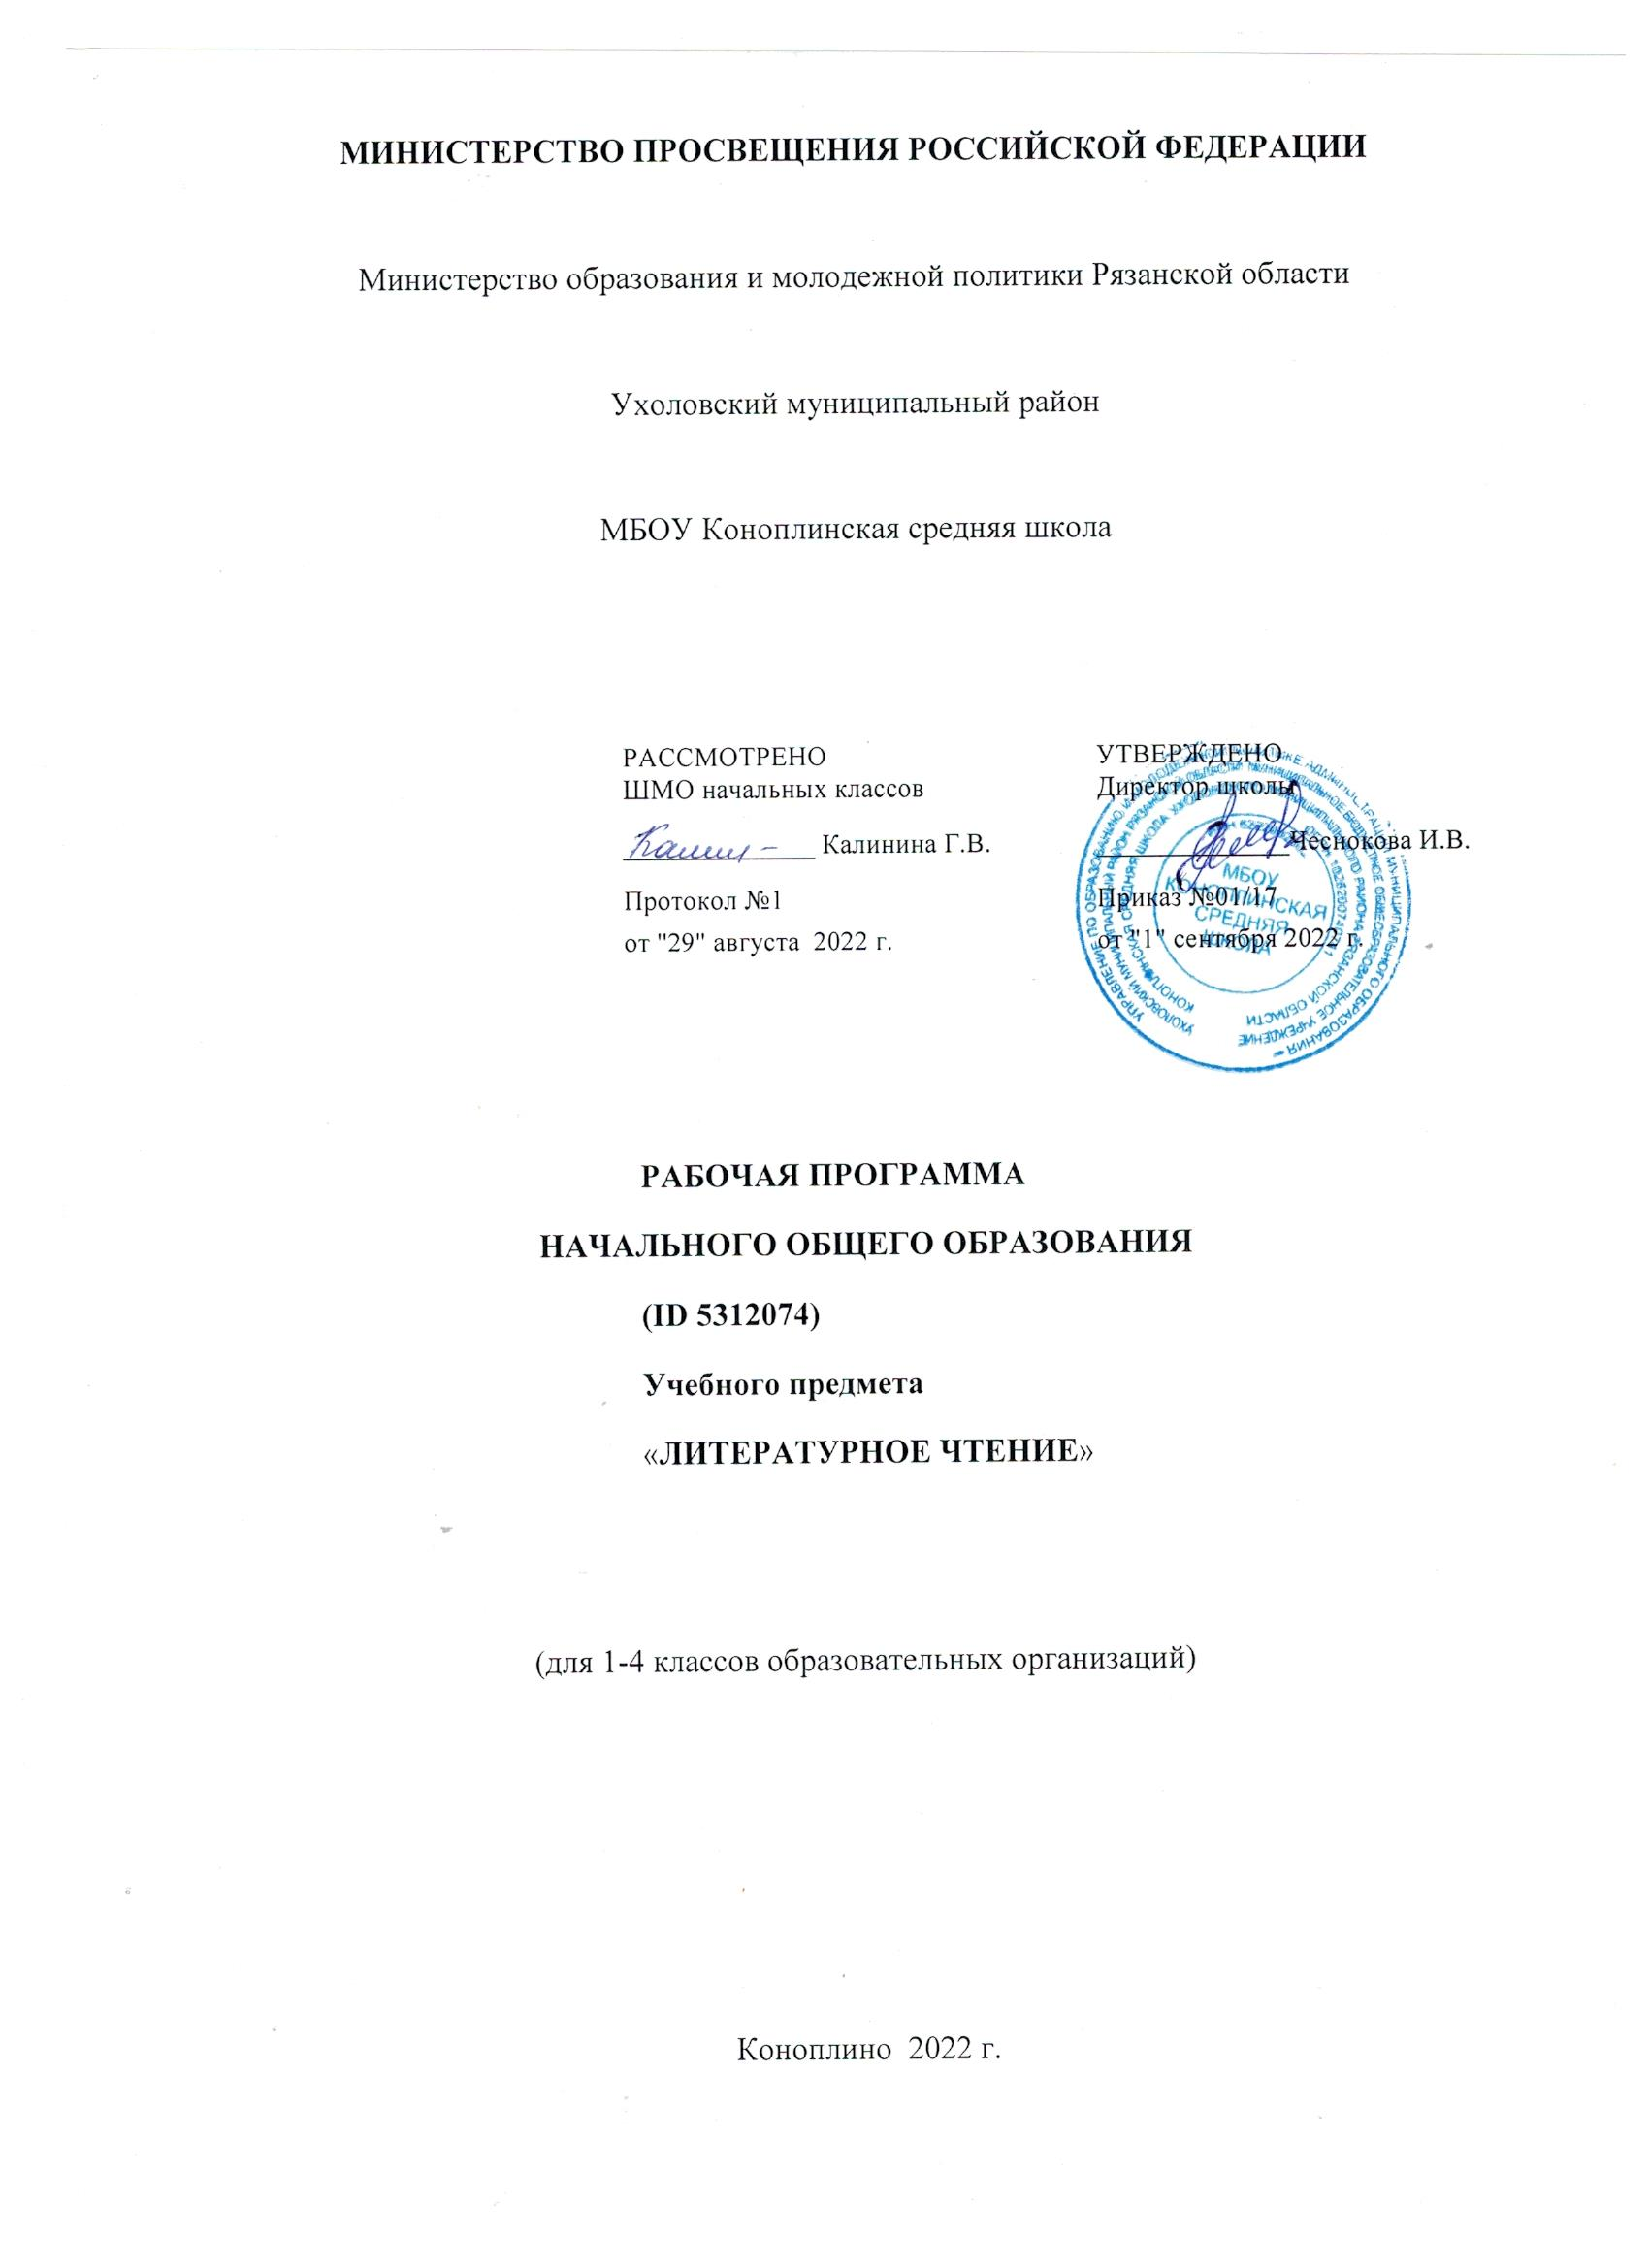 МИНИСТЕРСТВО ПРОСВЕЩЕНИЯ РОССИЙСКОЙ ФЕДЕРАЦИИ
Министерство образования и молодежной политики Рязанской области
Ухоловский муниципальный район
МБОУ Коноплинская средняя школа
РАССМОТРЕНО
ШМО начальных классов
Калинина Г.В.
Протокол №1
от "29" августа 2022 г.
УТВЕРЖДЕНО
Директор школы
Чеснокова И.В.
Приказ №01/17
от "1" сентября 2022 г.
МБОУ
КОНОПЛИНСКАЯ
СРЕДНЯЯ
ШКОЛА
РАБОЧАЯ ПРОГРАММА
НАЧАЛЬНОГО ОБЩЕГО ОБРАЗОВАНИЯ
(ID 5312074)
Учебного предмета
«ЛИТЕРАТУРНОЕ ЧТЕНИЕ»
(для 1-4 классов образовательных организаций)
Коноплино 2022 г.